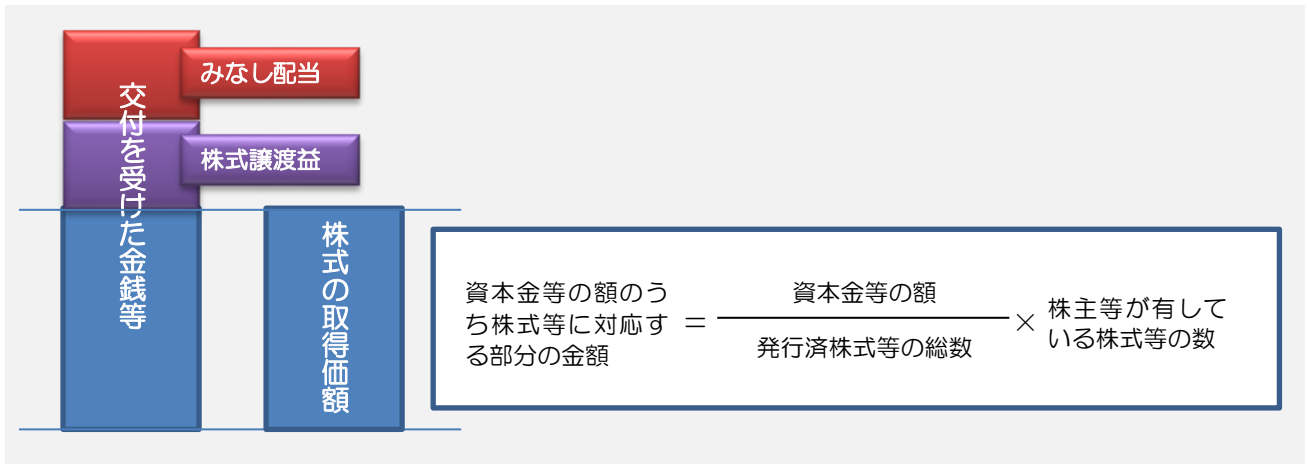 みなし配当
株式譲渡益
交付を受けた金銭等
株式の取得価額
資本金等の額のう
ち株式等に対応す
る部分の金額
＝
資本金等の額
発行済株式等の総数
×
株主等が有して
いる株式等の数